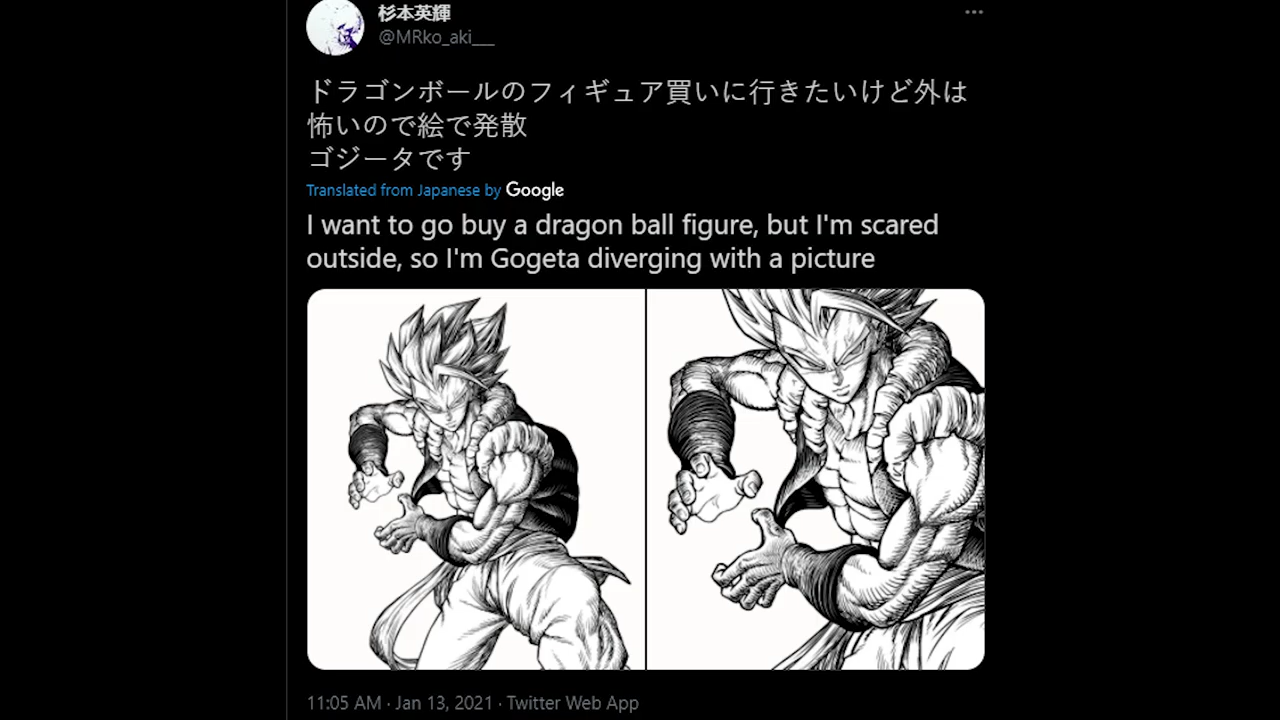 杉本英輝
@MRko_aki___
ドラゴンボールのフィギュア買いに行きたいけど外は
怖いので絵で発散
ゴジータです
Translated from Japanese by Google
I want to go buy a dragon ball figure, but I'm scared
outside, so I'm Gogeta diverging with a picture
11:05 AM · Jan 13, 2021 · Twitter Web App